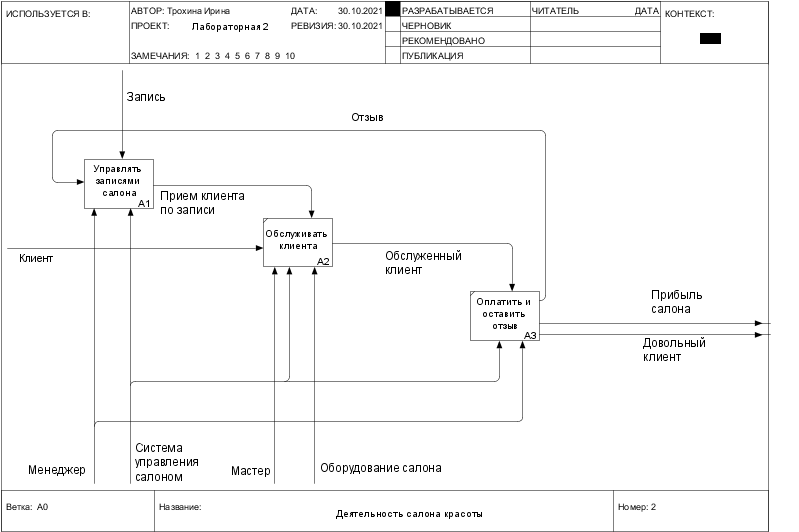 ИСПОЛЬЗУЕТСЯ В:
АВТОР: Трохина Ирина
ДАТА: 30.10.2021
РАЗРАБАТЫВАЕТСЯ
ЧИТАТЕЛЬ
ДАТА
КОНТЕКСТ:
ПРОЕКТ: Лабораторная 2
РЕВИЗИЯ: 30.10.2021
ЧЕРНОВИК
РЕКОМЕНДОВАНО
ЗАМЕЧАНИЯ: 1 2 3 4 5 6 7 8 9 10
ПУБЛИКАЦИЯ
Запись
Отзыв
Управлять
записями
салона
A1
Прием клиента
по записи
Обслуживать
клиента
A2
Клиент
Обслуженный
клиент
Оплатить и
оставить
отзыв
A3
Прибыль
салона
Довольный
клиент
Менеджер
Система
управления
салоном
Мастер
Оборудование салона
Ветка: A0
Название:
Деятельность салона красоты
Номер: 2